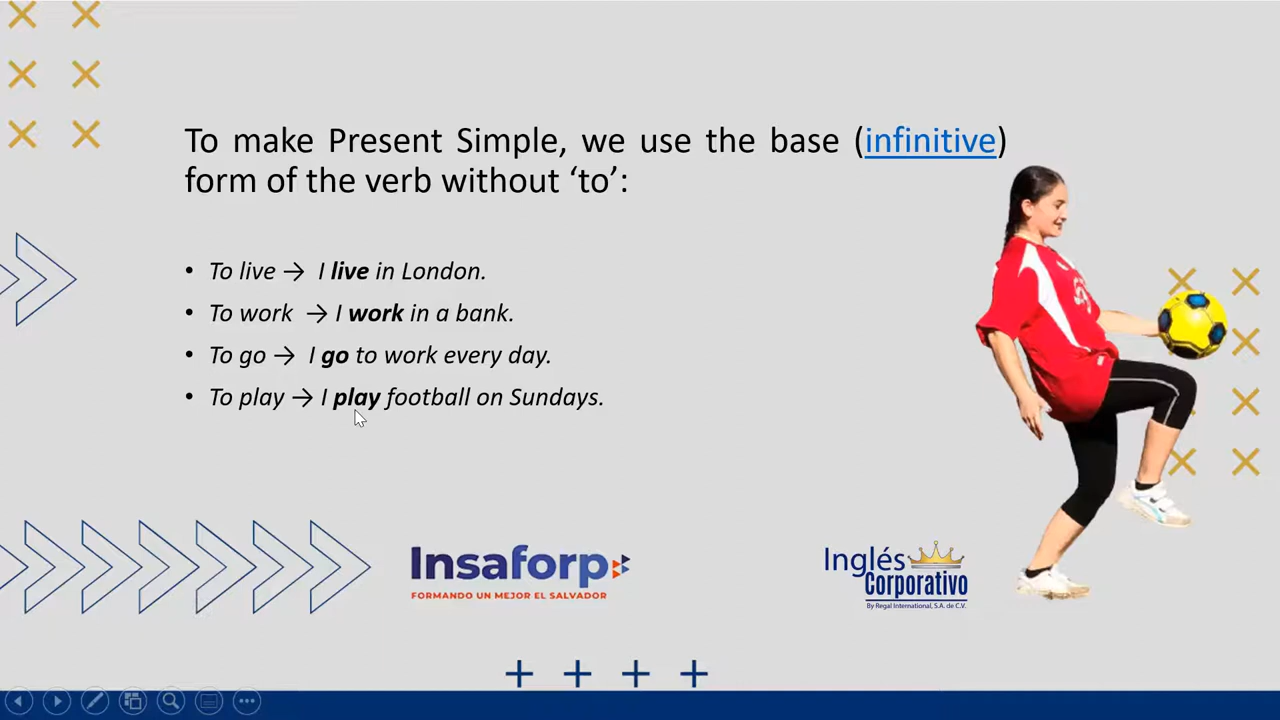 To make Present Simple, we use the base (infinitive)
form of the verb without ‘to’:
• To live → I live in London.
• To work → I work in a bank.
• To go → I go to work every day.
• To play → I play football on Sundays.
Insaforp
FORMANDO UN MEJOR EL SALVADOR
Inglés
Corporativo
By Regal International, S.A. de C.V.